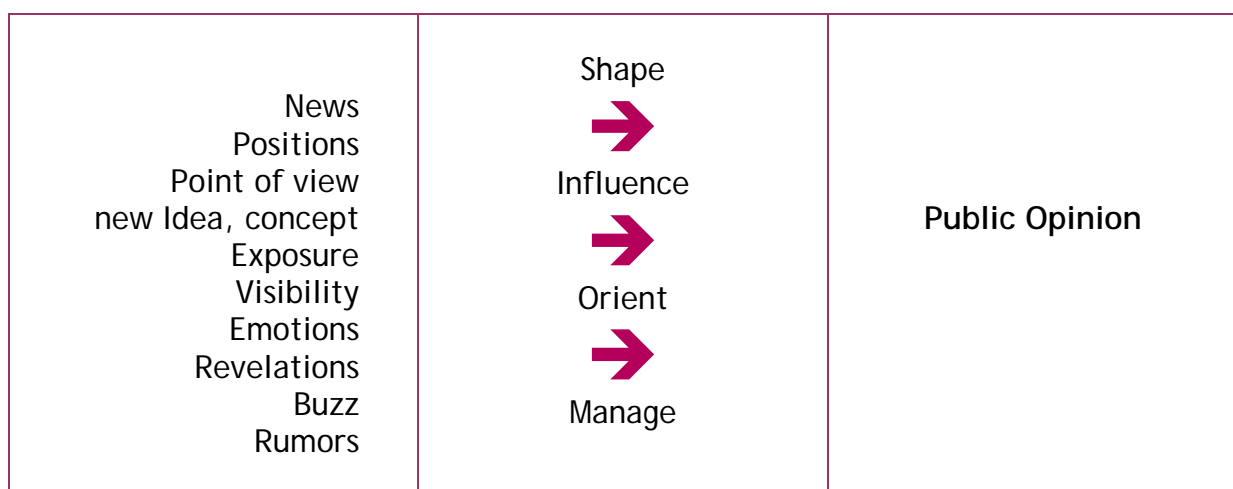 News
Positions
Point of view
new Idea, concept
Exposure
Visibility
Emotions
Revelations
Buzz
Rumors
Shape
Influence
Orient
Manage
Public Opinion